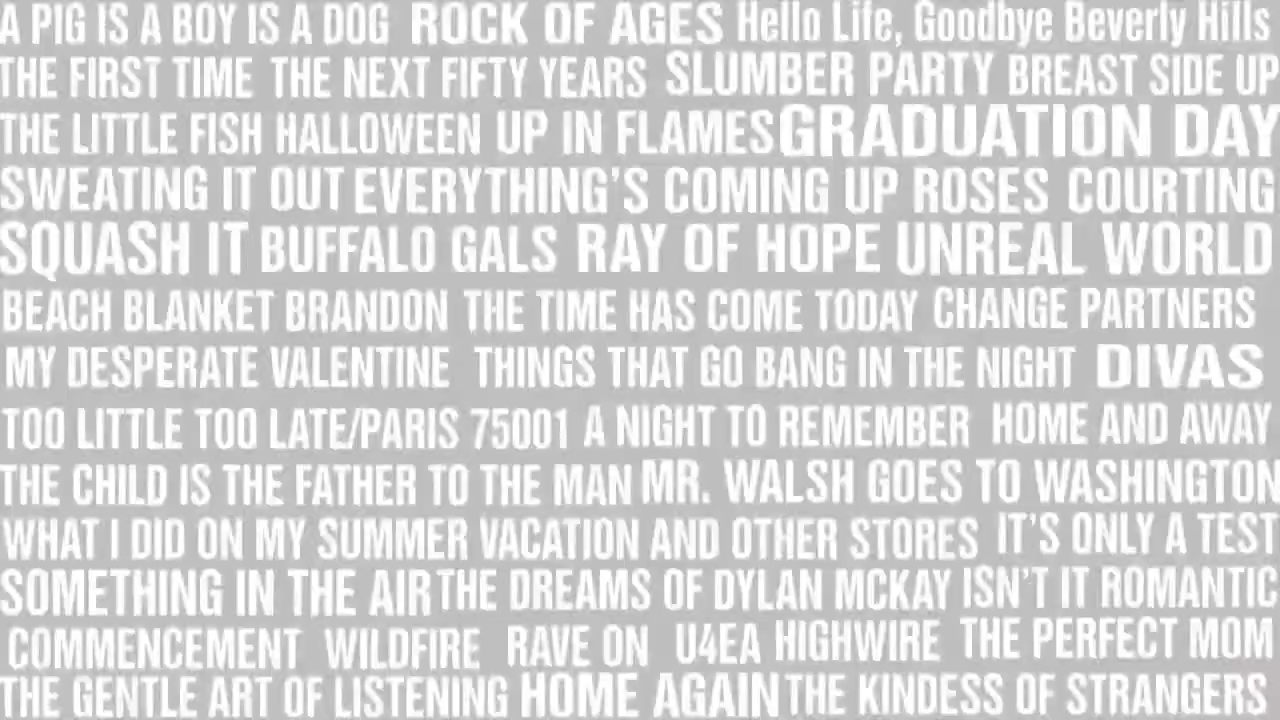 A PIG IS A BOY IS A DOG ROCK OF AGES Hello Life, Goodbye Beverly Hills
THE FIRST TIME THE NEXT FIFTY YEARS SLUMBER PARTY BREAST SIDE UP
THE LITTLE FISH HALLOWEEN UP IN FLAMES GRADUATION DAY
SWEATING IT OUT EVERYTHING'S COMING UP ROSES COURTING
SQUASH IT BUFFALO GALS RAY OF HOPE UNREAL WORLD
BEACH BLANKET BRANDON THE TIME HAS COME TODAY CHANGE PARTNERS
MY DESPERATE VALENTINE THINGS THAT GO BANG IN THE NIGHT DIVAS
TOO LITTLE TOO LATE/PARIS 75001 A NIGHT TO REMEMBER HOME AND AWAY
THE CHILD IS THE FATHER TO THE MAN MR. WALSH GOES TO WASHINGTON
WHAT I DID ON MY SUMMER VACATION AND OTHER STORES IT'S ONLY A TEST
SOMETHING IN THE AIR THE DREAMS OF DYLAN MCKAY ISN'T IT ROMANTIC
COMMENCEMENT WILDFIRE RAVE ON U4EA HIGHWIRE THE PERFECT MOM
THE GENTLE ART OF LISTENING HOME AGAIN THE KINDESS OF STRANGERS